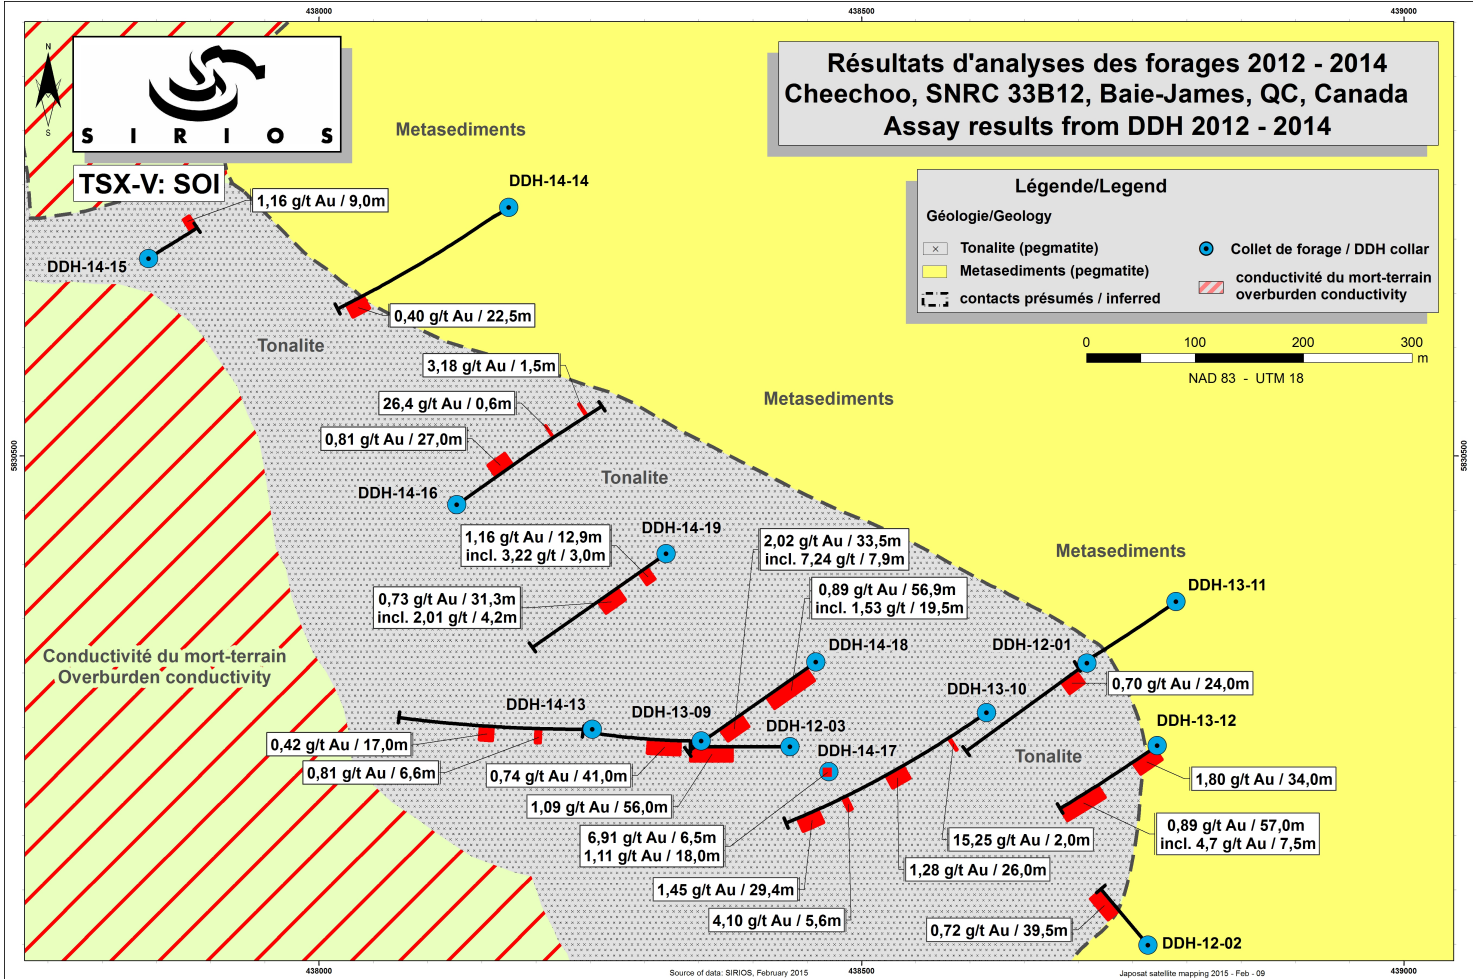 438000
438500
439000
N
S
SIRIOS
TSX-V: SOI
Résultats d'analyses des forages 2012 - 2014
Cheechoo, SNRC 33B12, Baie-James, QC, Canada
Assay results from DDH 2012 - 2014
Légende/Legend
Géologie/Geology
Tonalite (pegmatite)
Metasediments (pegmatite)
contacts présumés / inferred
Collet de forage / DDH collar
conductivité du mort-terrain
overburden conductivity
0 100 200 300
m
NAD 83 - UTM 18
Metasediments
DDH-14-14
1,16 g/t Au / 9,0m
DDH-14-15
0,40 g/t Au / 22,5m
Tonalite
3,18 g/t Au / 1,5m
26,4 g/t Au / 0,6m
0,81 g/t Au / 27,0m
DDH-14-16
Metasediments
5830500
5830500
Tonalite
DDH-14-19
1,16 g/t Au / 12,9m
incl. 3,22 g/t / 3,0m
0,73 g/t Au / 31,3m
incl. 2,01 g/t / 4,2m
2,02 g/t Au / 33,5m
incl. 7,24 g/t / 7,9m
0,89 g/t Au / 56,9m
incl. 1,53 g/t / 19,5m
Metasediments
DDH-13-11
DDH-14-18
DDH-12-01
0,70 g/t Au / 24,0m
Conductivité du mort-terrain
Overburden conductivity
DDH-13-10
DDH-14-13
DDH-13-09
DDH-12-03
DDH-13-12
0,42 g/t Au / 17,0m
0,81 g/t Au / 6,6m
0,74 g/t Au / 41,0m
1,09 g/t Au / 56,0m
DDH-14-17
Tonalite
1,80 g/t Au / 34,0m
6,91 g/t Au / 6,5m
1,11 g/t Au / 18,0m
15,25 g/t Au / 2,0m
0,89 g/t Au / 57,0m
incl. 4,7 g/t Au / 7,5m
1,28 g/t Au / 26,0m
1,45 g/t Au / 29,4m
4,10 g/t Au / 5,6m
0,72 g/t Au / 39,5m
DDH-12-02
438000
Source of data: SIRIOS, February 2015
438500
Japosat satellite mapping 2015 - Feb - 09
439000